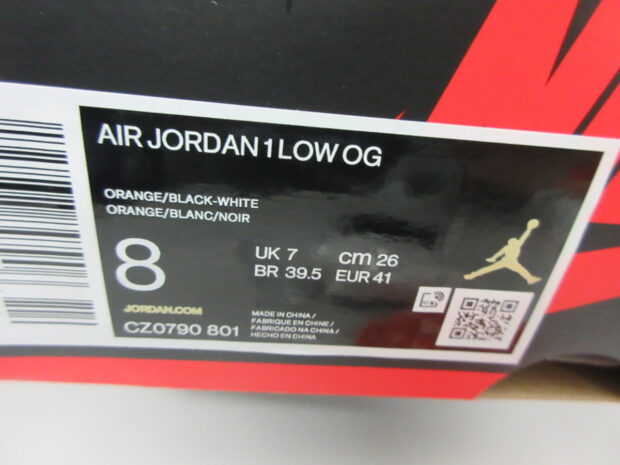 AIR JORDAN 1 LOW OG
ORANGE/BLACK-WHITE
ORANGE/BLANC/NOIR
8
UK 7 cm 26
BR 39.5 EUR 41
JORDAN.COM
CZ0790 801
MADE IN CHINA/
FABRIQUE EN CHINE/
FABRICADO NA CHINA/
HECHO EN CHINA